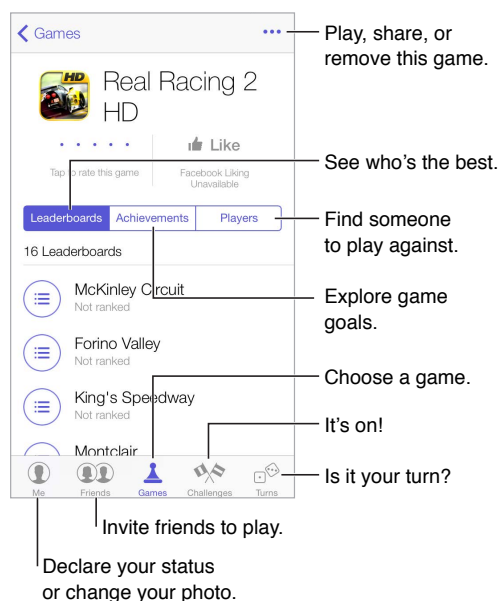 Games
•••
Play, share, or
remove this game.
HD
Real Racing 2
HD
Like
Tap to rate this game
Facebook Liking
Unavailable
See who's the best.
Leaderboards
Achievements
Players
Find someone
to play against.
16 Leaderboards
McKinley Circuit
Not ranked
Explore game
goals.
Forino Valley
Not ranked
Choose a game.
King's Speedway
Not ranked
It's on!
Montclair
Is it your turn?
Me
Friends
Games
Challenges
Turns
Invite friends to play.
Declare your status
or change your photo.